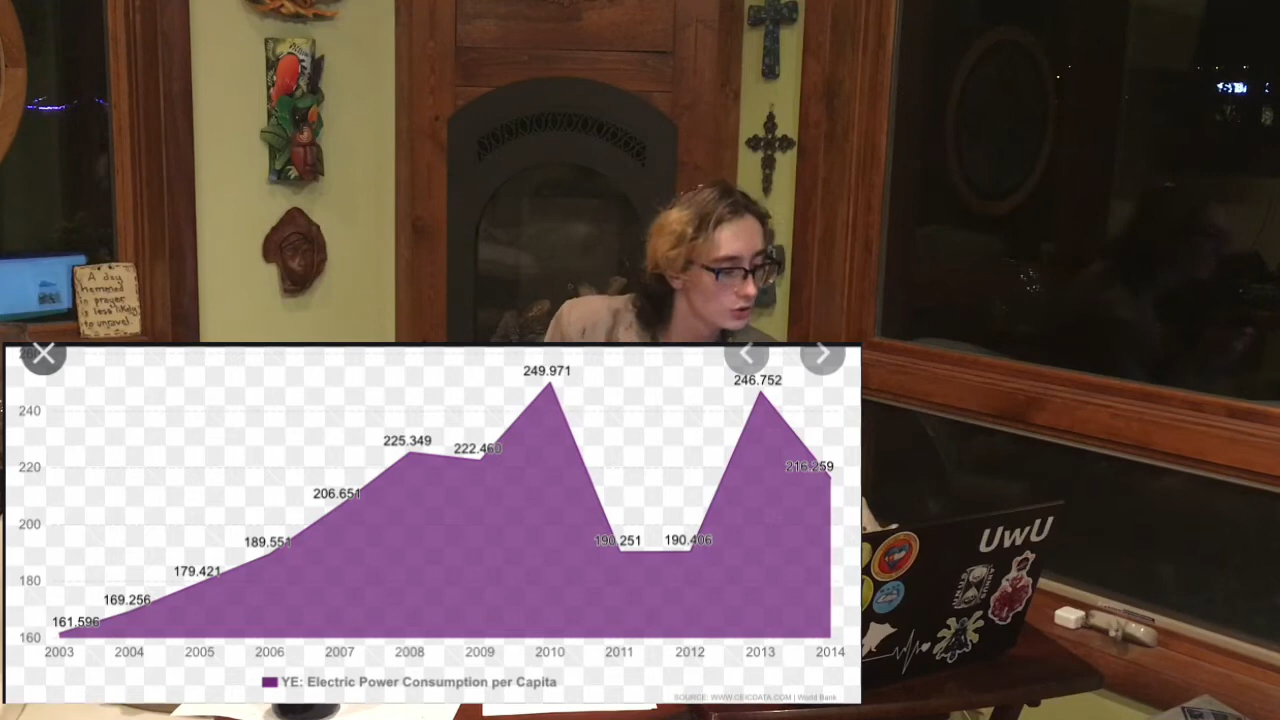 A day
hemmed
in prayer
is less likely
to unravel.
249.971
246.752
240
225.349
222.460
220
216.259
206.651
200
189.551
190.251
190.406
179.421
180
169.256
161.596
160
2003 2004 2005 2006 2007 2008 2009 2010 2011 2012 2013 2014
YE: Electric Power Consumption per Capita
SOURCE: WWW.CEICDATA.COM | World Bank
UwU